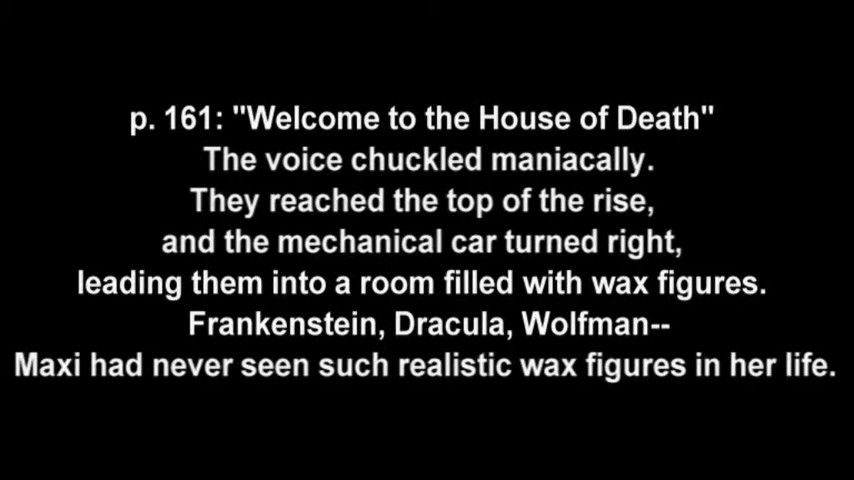 p. 161: "Welcome to the House of Death"
The voice chuckled maniacally.
They reached the top of the rise,
and the mechanical car turned right,
leading them into a room filled with wax figures.
Frankenstein, Dracula, Wolfman--
Maxi had never seen such realistic wax figures in her life.